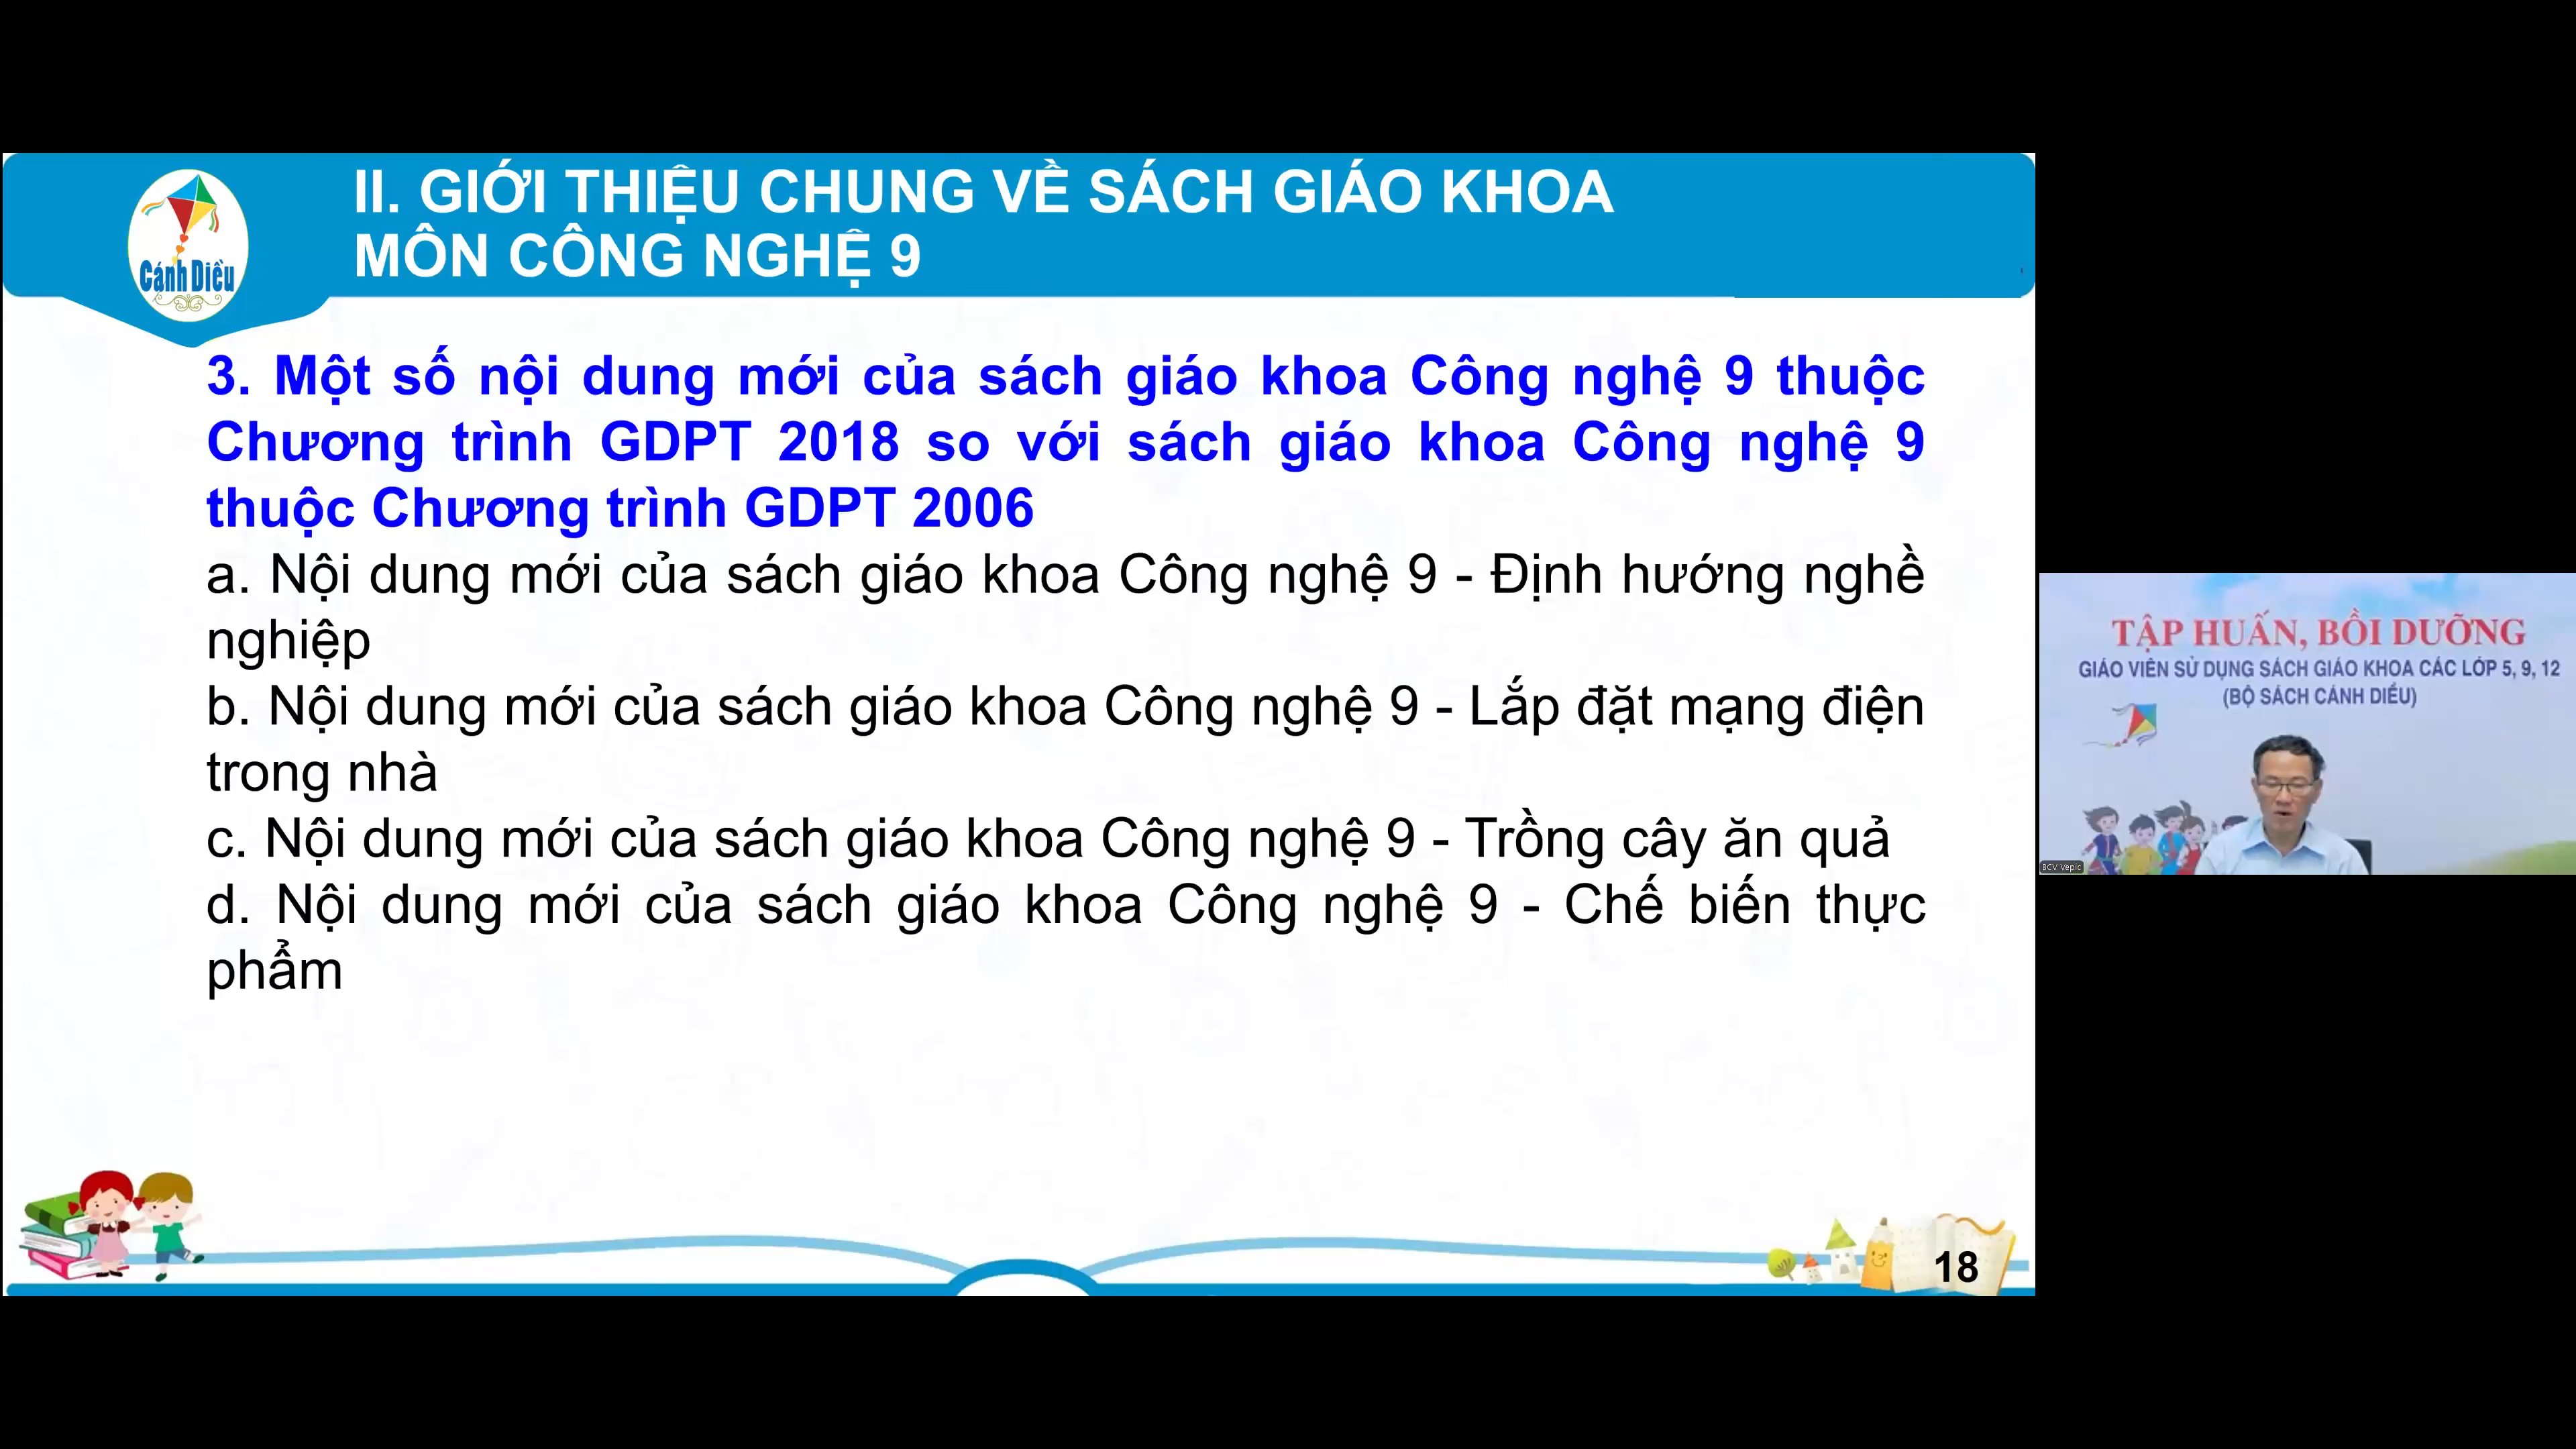 Cánh Diều
II. GIỚI THIỆU CHUNG VỀ SÁCH GIÁO KHOA
MÔN CÔNG NGHỆ 9
3. Một số nội dung mới của sách giáo khoa Công nghệ 9 thuộc
Chương trình GDPT 2018 so với sách giáo khoa Công nghệ 9
thuộc Chương trình GDPT 2006
a. Nội dung mới của sách giáo khoa Công nghệ 9 - Định hướng nghề
nghiệp
b. Nội dung mới của sách giáo khoa Công nghệ 9 - Lắp đặt mạng điện
trong nhà
c. Nội dung mới của sách giáo khoa Công nghệ 9 - Trồng cây ăn quả
d. Nội dung mới của sách giáo khoa Công nghệ 9 - Chế biến thực
phẩm
18
TẬP HUẤN, BỒI DƯỠNG
GIÁO VIÊN SỬ DỤNG SÁCH GIÁO KHOA CÁC LỚP 5, 9, 12
(BỘ SÁCH CÁNH DIỀU)
BCV Vepic